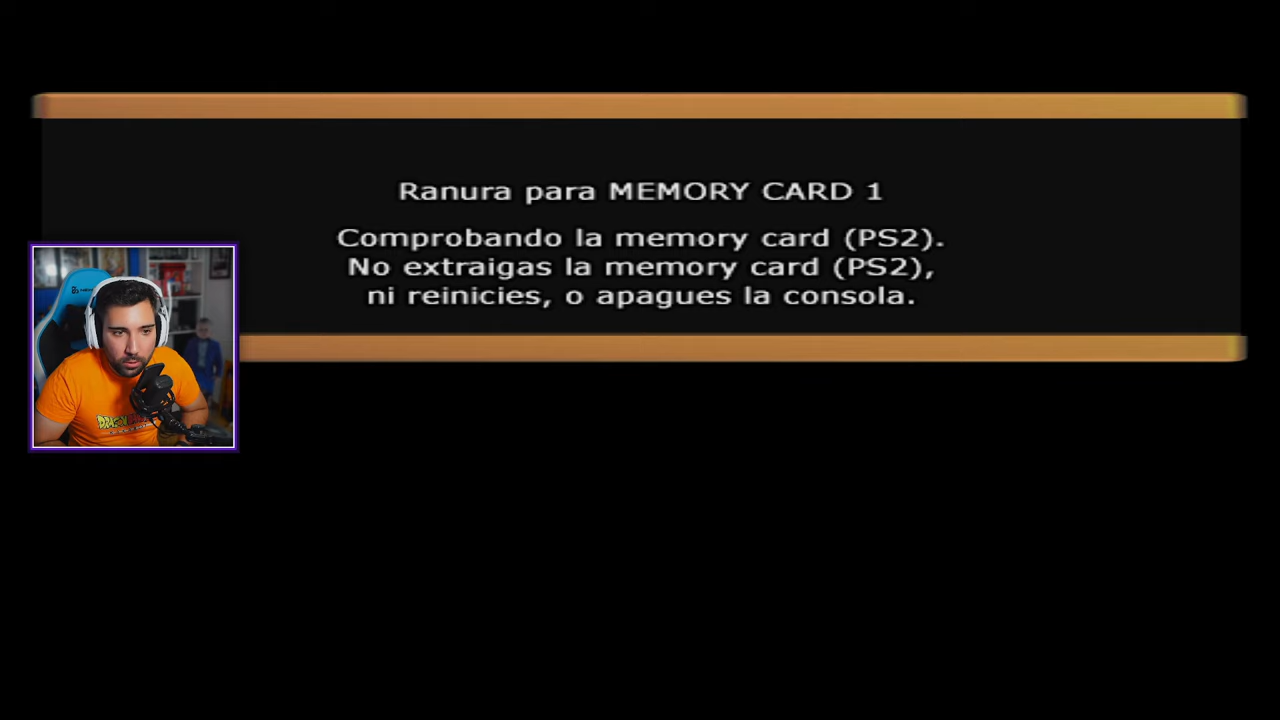 Ranura para MEMORY CARD 1
Comprobando la memory card (PS2).
No extraigas la memory card (PS2),
ni reinicies, o apagues la consola.